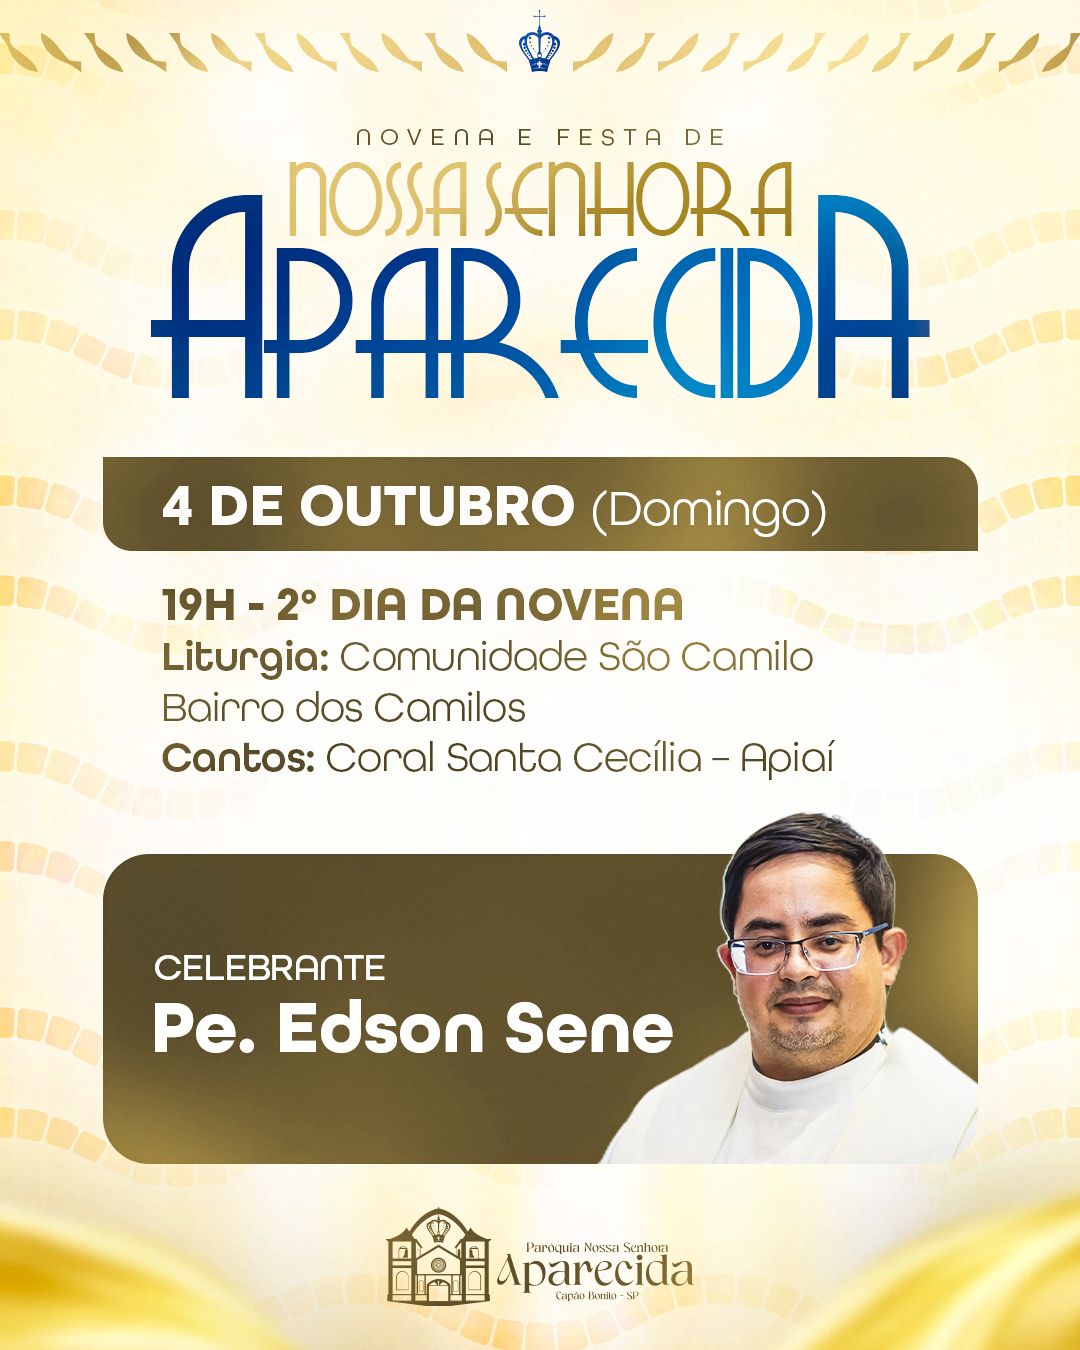 NOVENA E FESTA DE
NOSSA SENHORA
APARECIDA
4 DE OUTUBRO (Domingo)
19H - 2º DIA DA NOVENA
Liturgia: Comunidade São Camilo
Bairro dos Camilos
Cantos: Coral Santa Cecília – Apiaí
CELEBRANTE
Pe. Edson Sene
Paróquia Nossa Senhora
Aparecida
Capão Bonito - SP